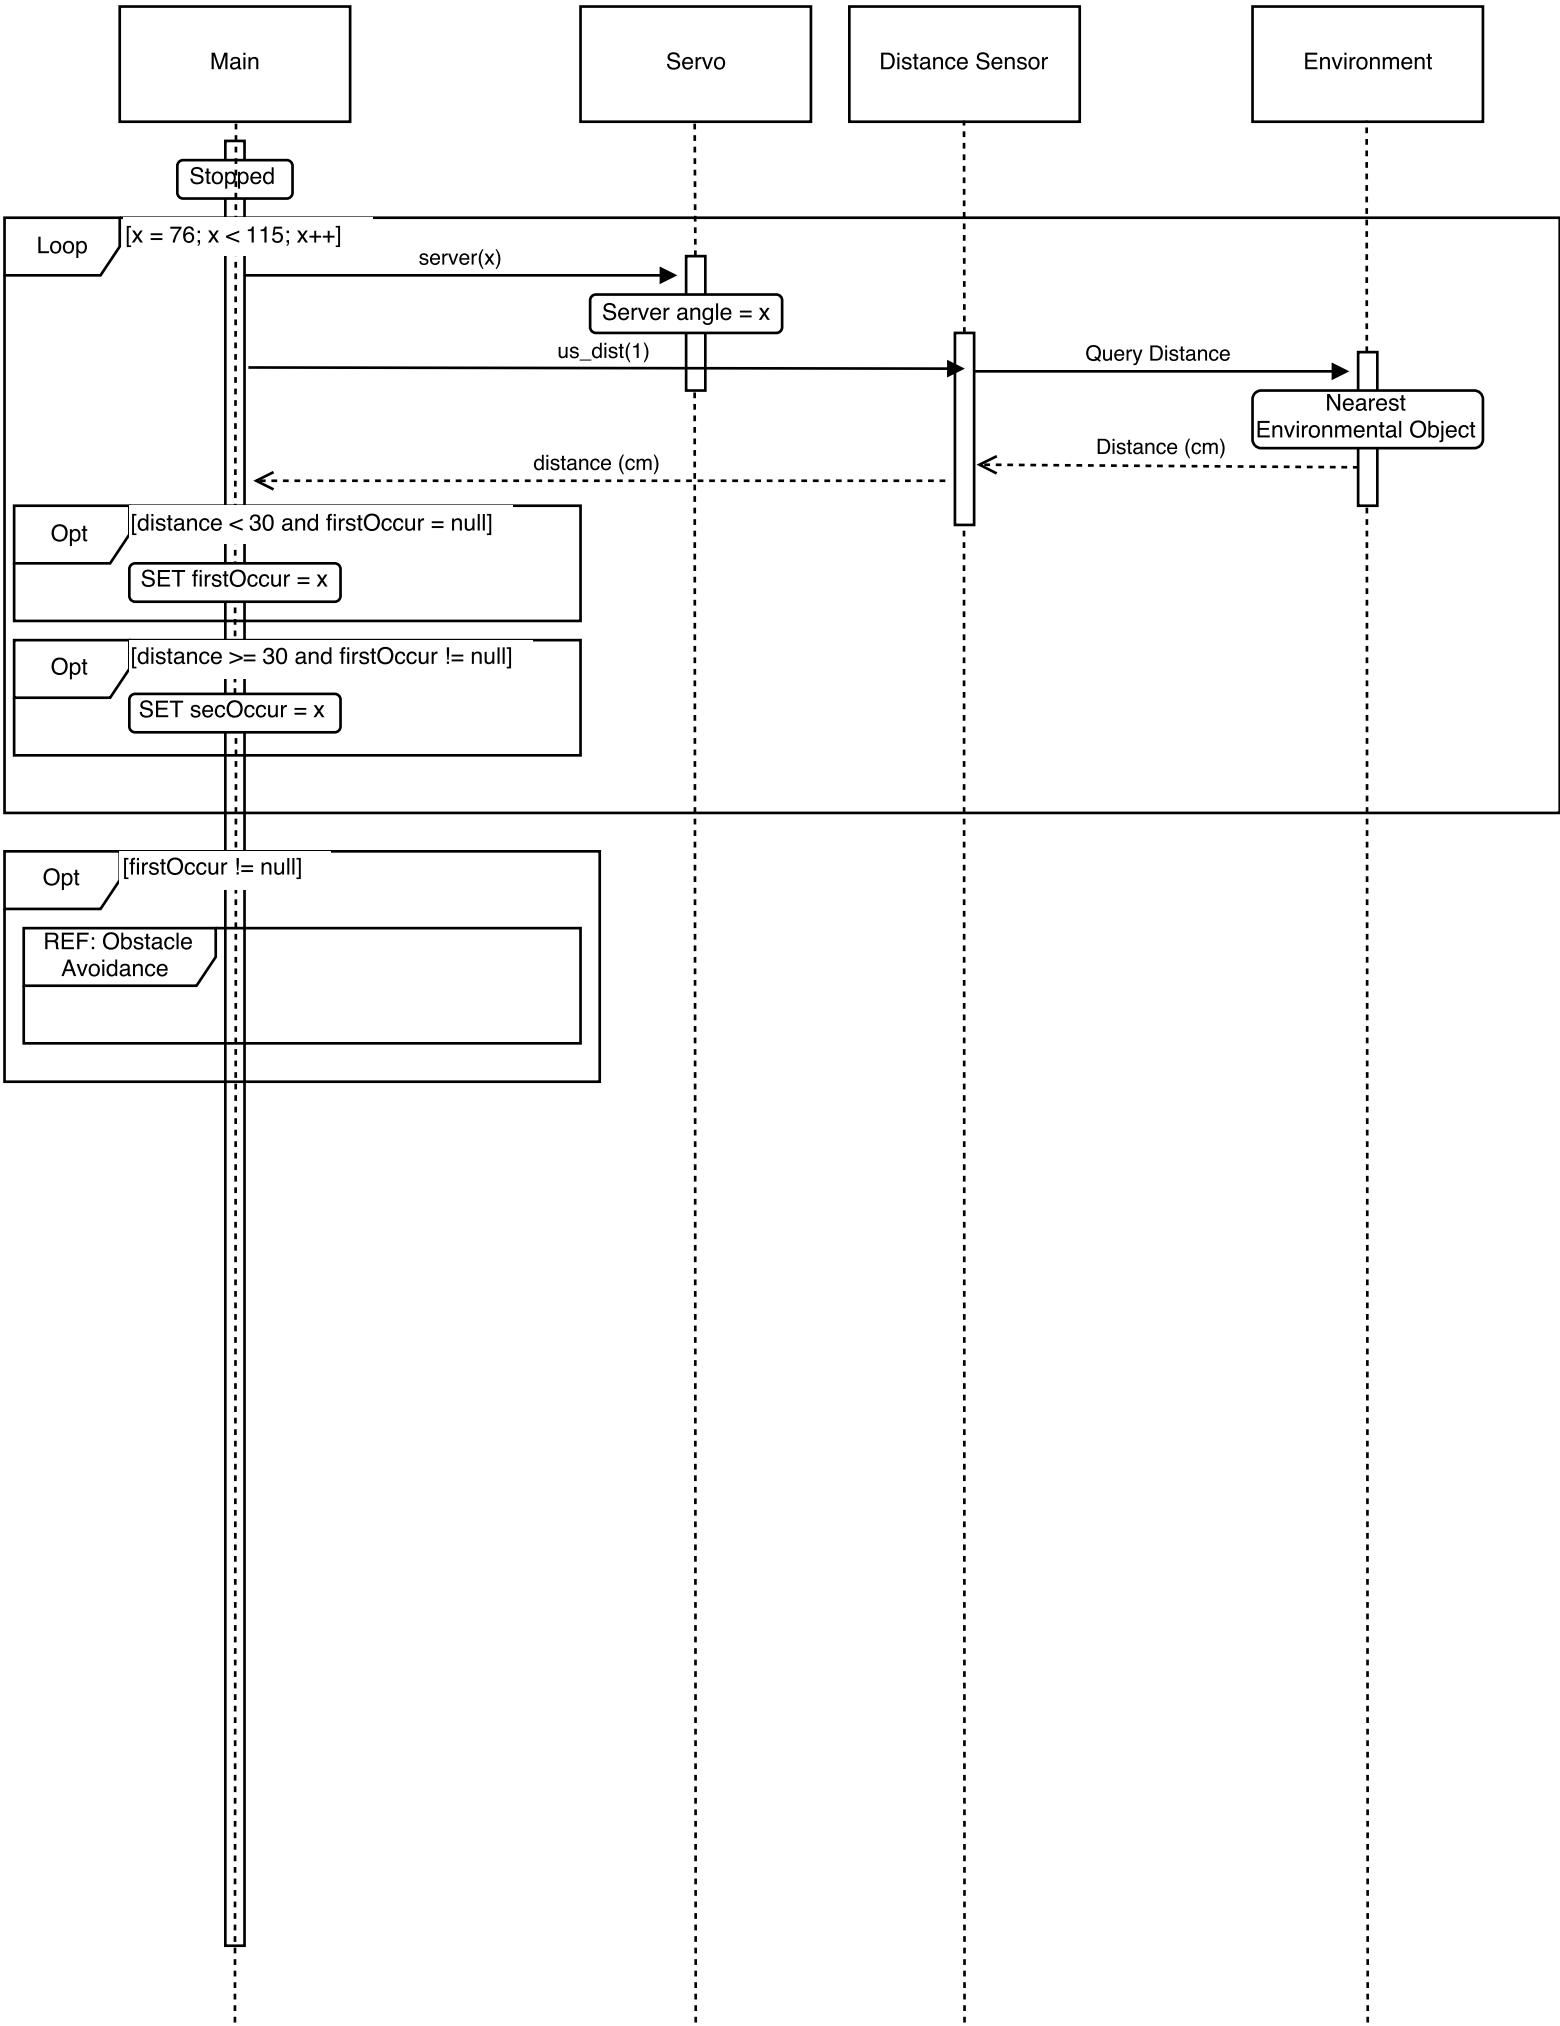 Main
Servo
Distance Sensor
Environment
Stopped
Loop
[x = 76; x < 115; x++]
server(x)
Server angle = x
us_dist(1)
Query Distance
Nearest
Environmental Object
Distance (cm)
distance (cm)
Opt
[distance < 30 and firstOccur = null]
SET firstOccur = x
Opt
[distance >= 30 and firstOccur != null]
SET secOccur = x
Opt
[firstOccur != null]
REF: Obstacle
Avoidance